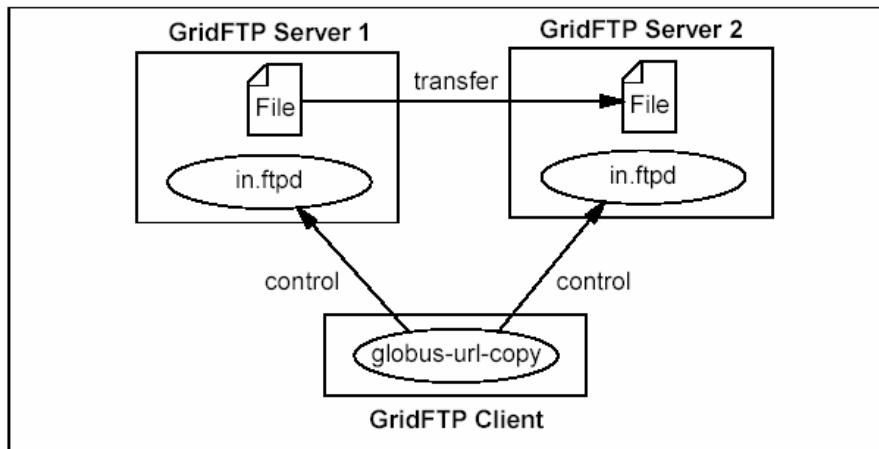 GridFTP Server 1
GridFTP Server 2
transfer
File
File
in.ftpd
in.ftpd
control
control
globus-url-copy
GridFTP Client